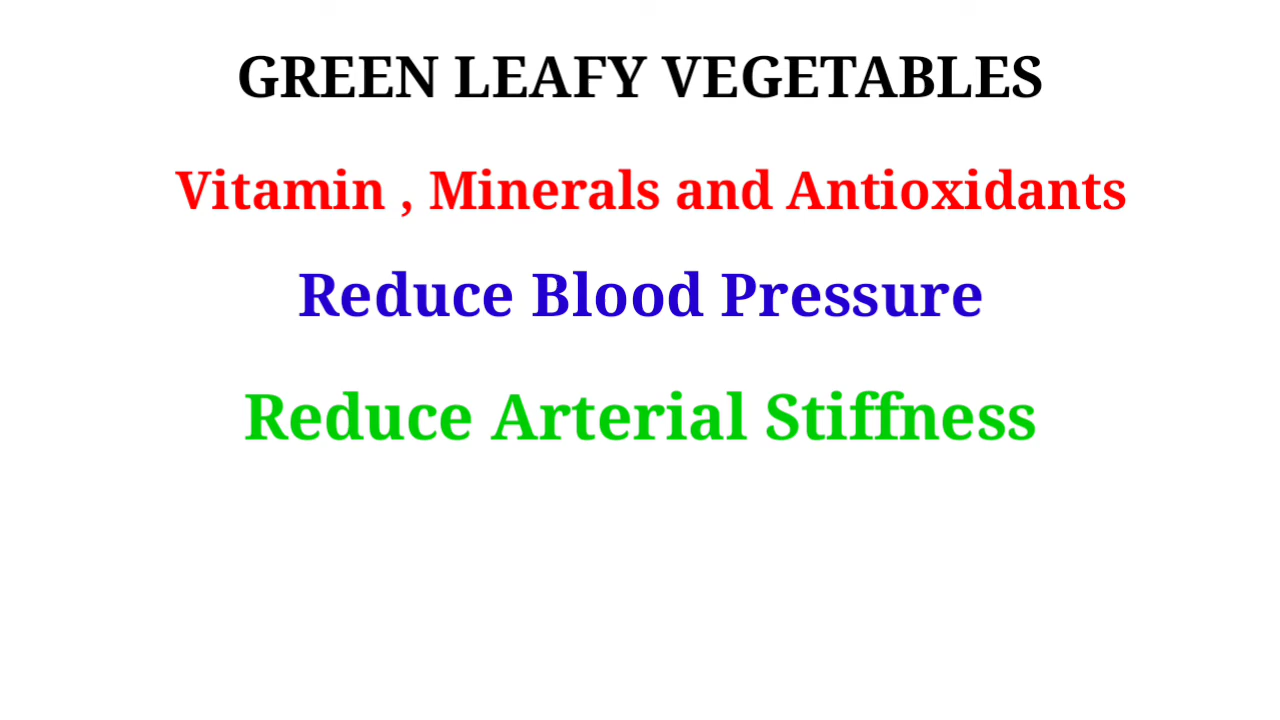 GREEN LEAFY VEGETABLES
Vitamin , Minerals and Antioxidants
Reduce Blood Pressure
Reduce Arterial Stiffness